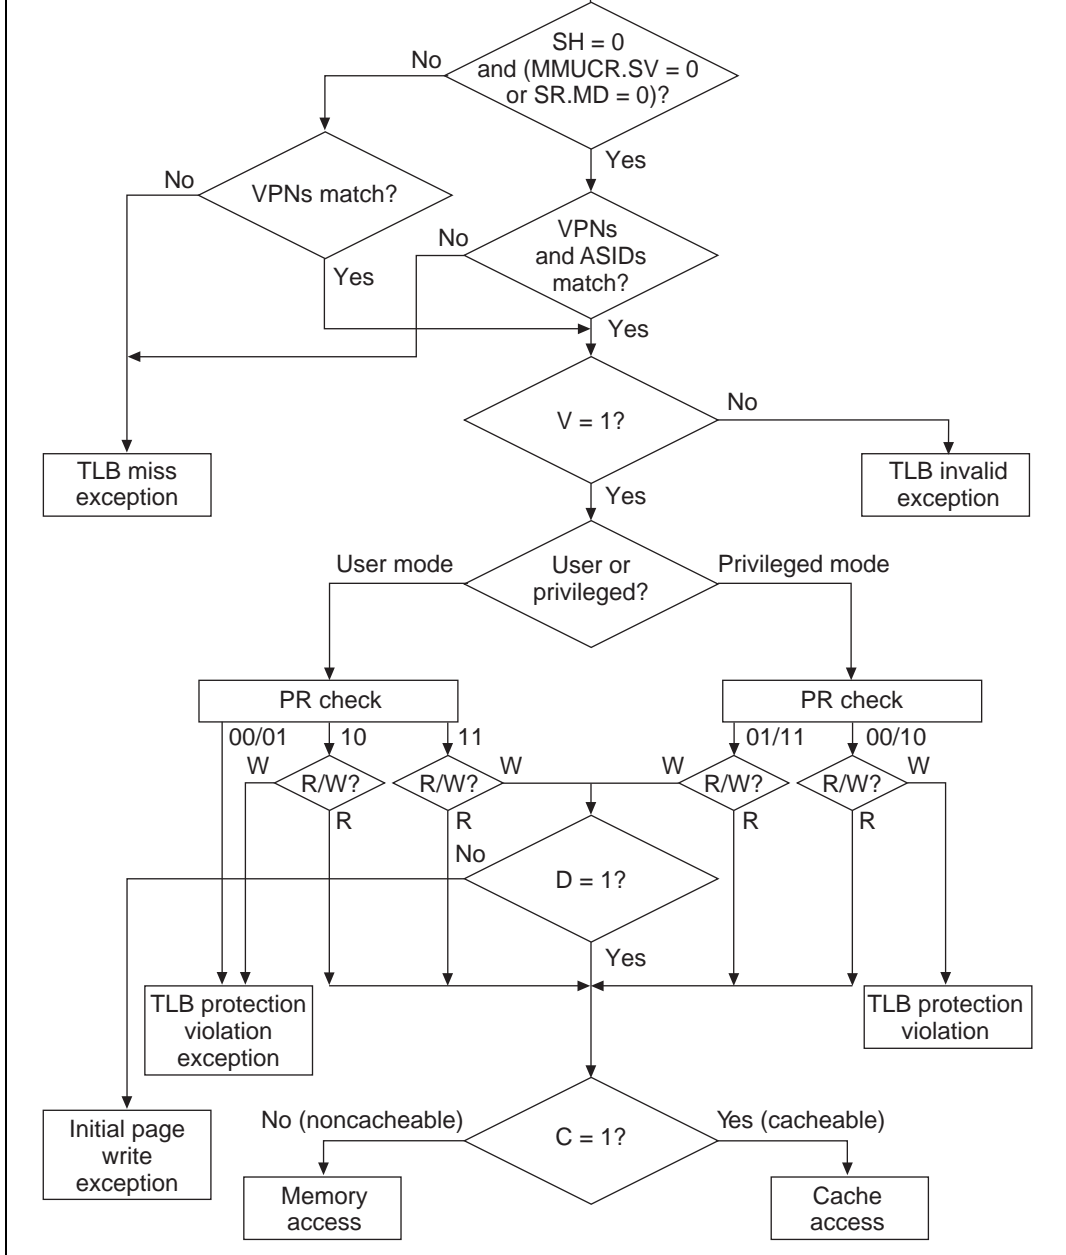 SH = 0
and (MMUCR.SV = 0
or SR.MD = 0)?
No
Yes
VPNs match?
No
Yes
VPNs
and ASIDs
match?
No
Yes
V = 1?
No
Yes
TLB miss
exception
TLB invalid
exception
User or
privileged?
User mode
Privileged mode
PR check
PR check
00/01
10
11
01/11
00/10
W
R/W?
R/W?
W
W
R/W?
R/W?
W
R
R
R
R
No
D = 1?
Yes
TLB protection
violation
exception
TLB protection
violation
Initial page
write
exception
No (noncacheable)
C = 1?
Yes (cacheable)
Memory
access
Cache
access